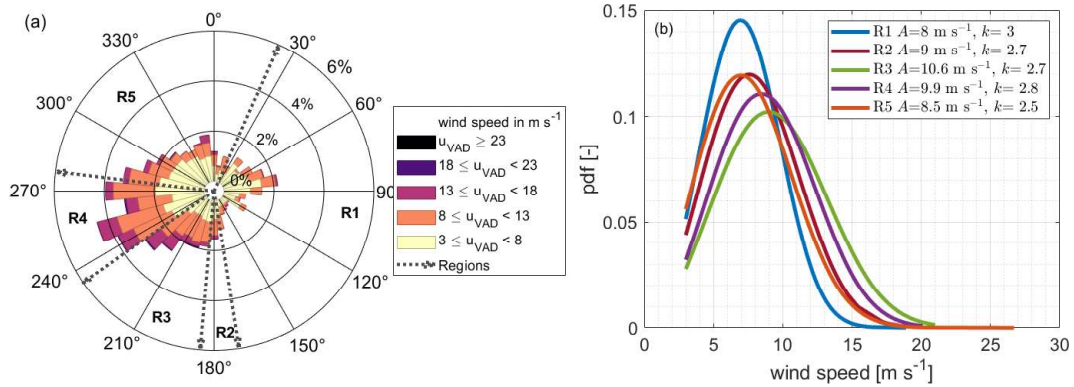 (a)
0°
30°
60°
90
120°
150°
180°
210°
240°
270°
300°
330°
6%
4%
2%
0%
R5
R4
R3
R2
R1
wind speed in m s⁻¹
u_VAD ≥ 23
18 ≤ u_VAD < 23
13 ≤ u_VAD < 18
8 ≤ u_VAD < 13
3 ≤ u_VAD < 8
Regions
(b)
R1 A=8 m s⁻¹, k= 3
R2 A=9 m s⁻¹, k= 2.7
R3 A=10.6 m s⁻¹, k= 2.7
R4 A=9.9 m s⁻¹, k= 2.8
R5 A=8.5 m s⁻¹, k= 2.5
0.15
0.1
0.05
0
pdf [-]
0 5 10 15 20 25 30
wind speed [m s⁻¹]